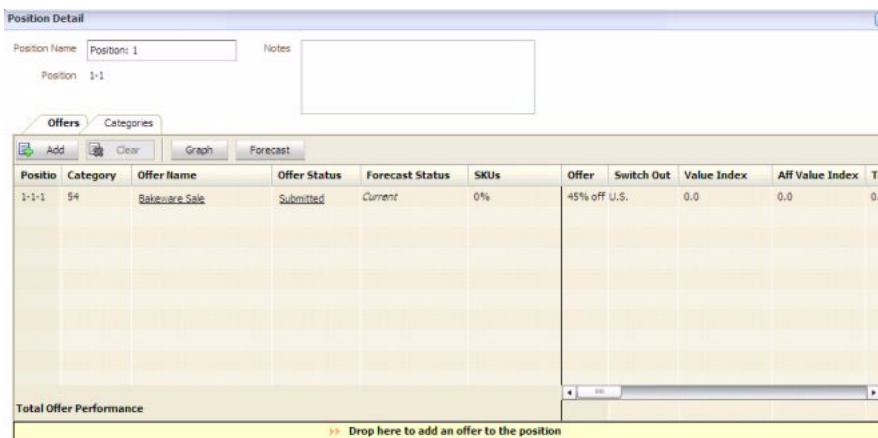 Position Detail
Position Name Position: 1 Notes
Position 1-1
Offers Categories
Add Clear Graph Forecast
Positio Category Offer Name Offer Status Forecast Status SKUs Offer Switch Out Value Index Aff Value Index T
1-1-1 54 Bakeware Sale Submitted Current 0% 45% off U.S. 0.0 0.0 0.
Total Offer Performance
Drop here to add an offer to the position